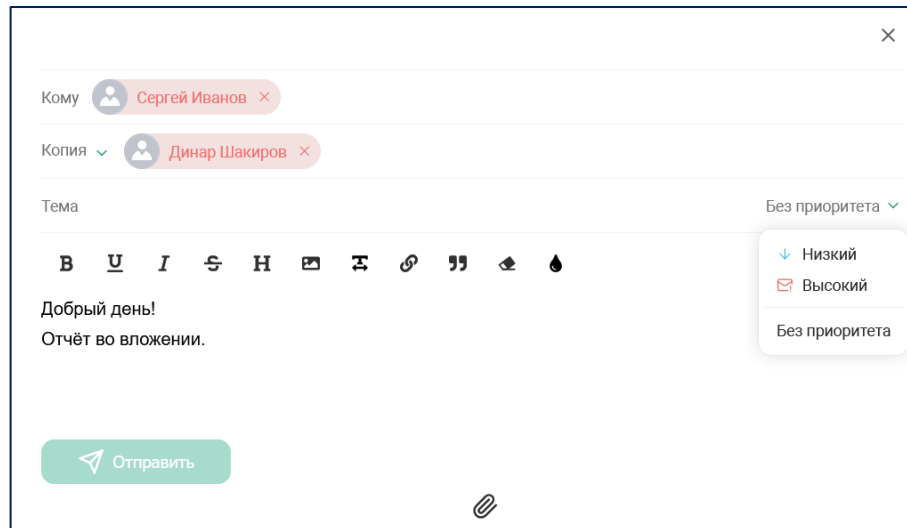 Кому Сергей Иванов
Копия Динар Шакиров
Тема Без приоритета
B U I S H T
Низкий
Высокий
Добрый день!
Без приоритета
Отчёт во вложении.
Отправить